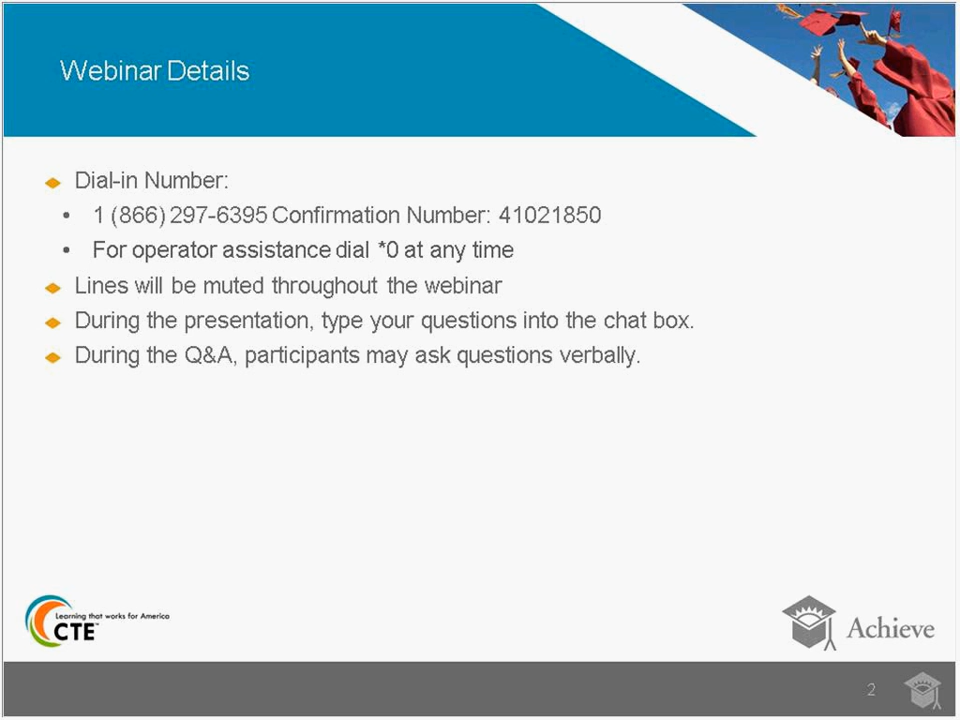 Webinar Details
Dial-in Number:
1 (866) 297-6395 Confirmation Number: 41021850
For operator assistance dial *0 at any time
Lines will be muted throughout the webinar
During the presentation, type your questions into the chat box.
During the Q&A, participants may ask questions verbally.
Learning that works for America
CTE™
Achieve
2